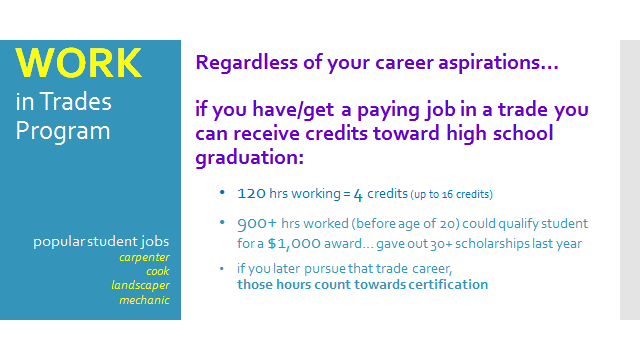 WORK
in Trades
Program
popular student jobs
carpenter
cook
landscaper
mechanic
Regardless of your career aspirations...
if you have/get a paying job in a trade you
can receive credits toward high school
graduation:
• 120 hrs working = 4 credits (up to 16 credits)
• 900+ hrs worked (before age of 20) could qualify student
for a $1,000 award... gave out 30+ scholarships last year
• if you later pursue that trade career,
those hours count towards certification